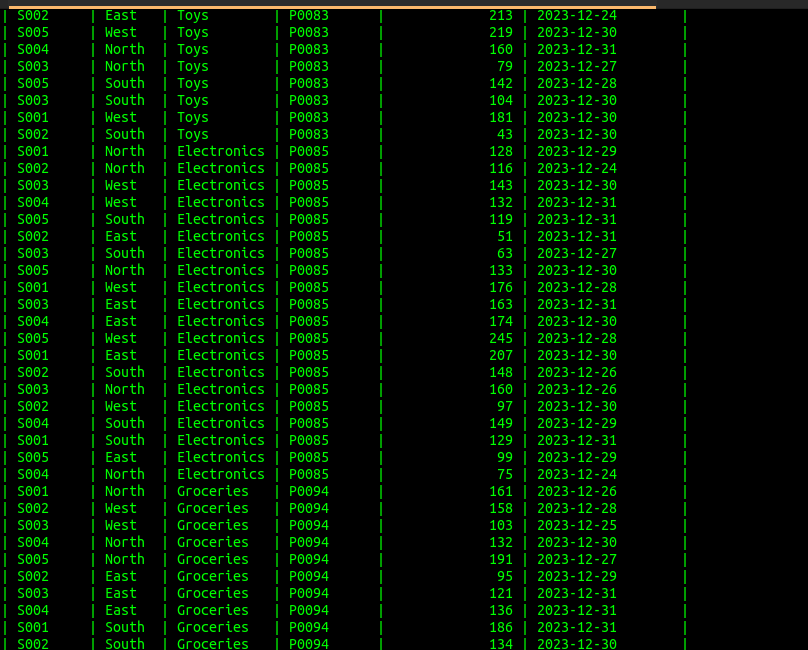 | S002 | East | Toys | P0083 | 213 | 2023-12-24 |
| S005 | West | Toys | P0083 | 219 | 2023-12-30 |
| S004 | North | Toys | P0083 | 160 | 2023-12-31 |
| S003 | North | Toys | P0083 | 79 | 2023-12-27 |
| S005 | South | Toys | P0083 | 142 | 2023-12-28 |
| S003 | South | Toys | P0083 | 104 | 2023-12-30 |
| S001 | West | Toys | P0083 | 181 | 2023-12-30 |
| S002 | South | Toys | P0083 | 43 | 2023-12-30 |
| S001 | North | Electronics | P0085 | 128 | 2023-12-29 |
| S002 | North | Electronics | P0085 | 116 | 2023-12-24 |
| S003 | West | Electronics | P0085 | 143 | 2023-12-30 |
| S004 | West | Electronics | P0085 | 132 | 2023-12-31 |
| S005 | South | Electronics | P0085 | 119 | 2023-12-31 |
| S002 | East | Electronics | P0085 | 51 | 2023-12-31 |
| S003 | South | Electronics | P0085 | 63 | 2023-12-27 |
| S005 | North | Electronics | P0085 | 133 | 2023-12-30 |
| S001 | West | Electronics | P0085 | 176 | 2023-12-28 |
| S003 | East | Electronics | P0085 | 163 | 2023-12-31 |
| S004 | East | Electronics | P0085 | 174 | 2023-12-30 |
| S005 | West | Electronics | P0085 | 245 | 2023-12-28 |
| S001 | East | Electronics | P0085 | 207 | 2023-12-30 |
| S002 | South | Electronics | P0085 | 148 | 2023-12-26 |
| S003 | North | Electronics | P0085 | 160 | 2023-12-26 |
| S002 | West | Electronics | P0085 | 97 | 2023-12-30 |
| S004 | South | Electronics | P0085 | 149 | 2023-12-29 |
| S001 | South | Electronics | P0085 | 129 | 2023-12-31 |
| S005 | East | Electronics | P0085 | 99 | 2023-12-29 |
| S004 | North | Electronics | P0085 | 75 | 2023-12-24 |
| S001 | North | Groceries | P0094 | 161 | 2023-12-26 |
| S002 | West | Groceries | P0094 | 158 | 2023-12-28 |
| S003 | West | Groceries | P0094 | 103 | 2023-12-25 |
| S004 | North | Groceries | P0094 | 132 | 2023-12-30 |
| S005 | North | Groceries | P0094 | 191 | 2023-12-27 |
| S002 | East | Groceries | P0094 | 95 | 2023-12-29 |
| S003 | East | Groceries | P0094 | 121 | 2023-12-31 |
| S004 | East | Groceries | P0094 | 136 | 2023-12-31 |
| S001 | South | Groceries | P0094 | 186 | 2023-12-31 |
| S002 | South | Groceries | P0094 | 134 | 2023-12-30 |